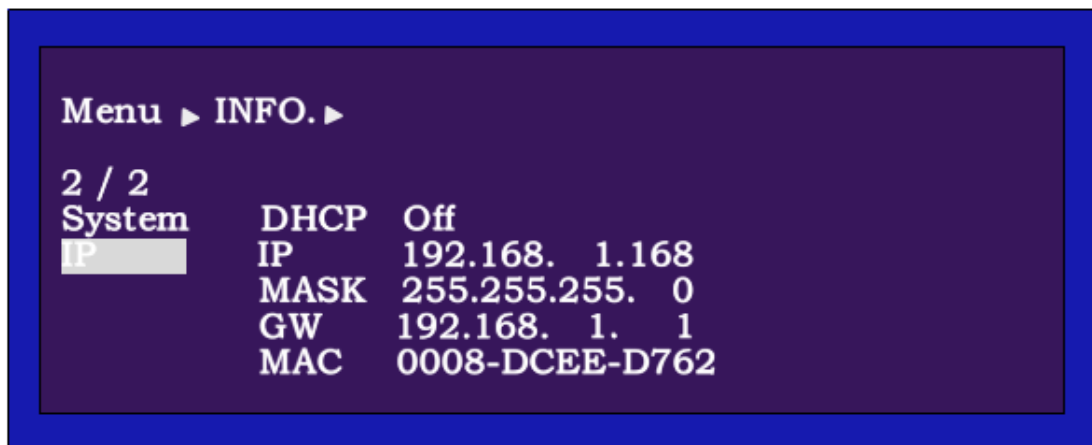 Menu ▶ INFO. ▶
2 / 2
System DHCP Off
IP IP 192.168. 1.168
MASK 255.255.255. 0
GW 192.168. 1. 1
MAC 0008-DCEE-D762